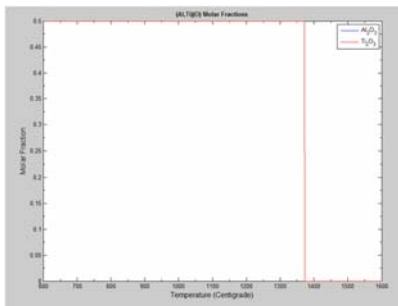 (ALTi@O) Molar Fractions
Al2O3
Ti2O3
0.5
0.45
0.4
0.35
0.3
0.25
0.2
0.15
0.1
0.05
0
Molar Fraction
600 700 800 900 1000 1100 1200 1300 1400 1500 1600
Temperature (Centigrade)